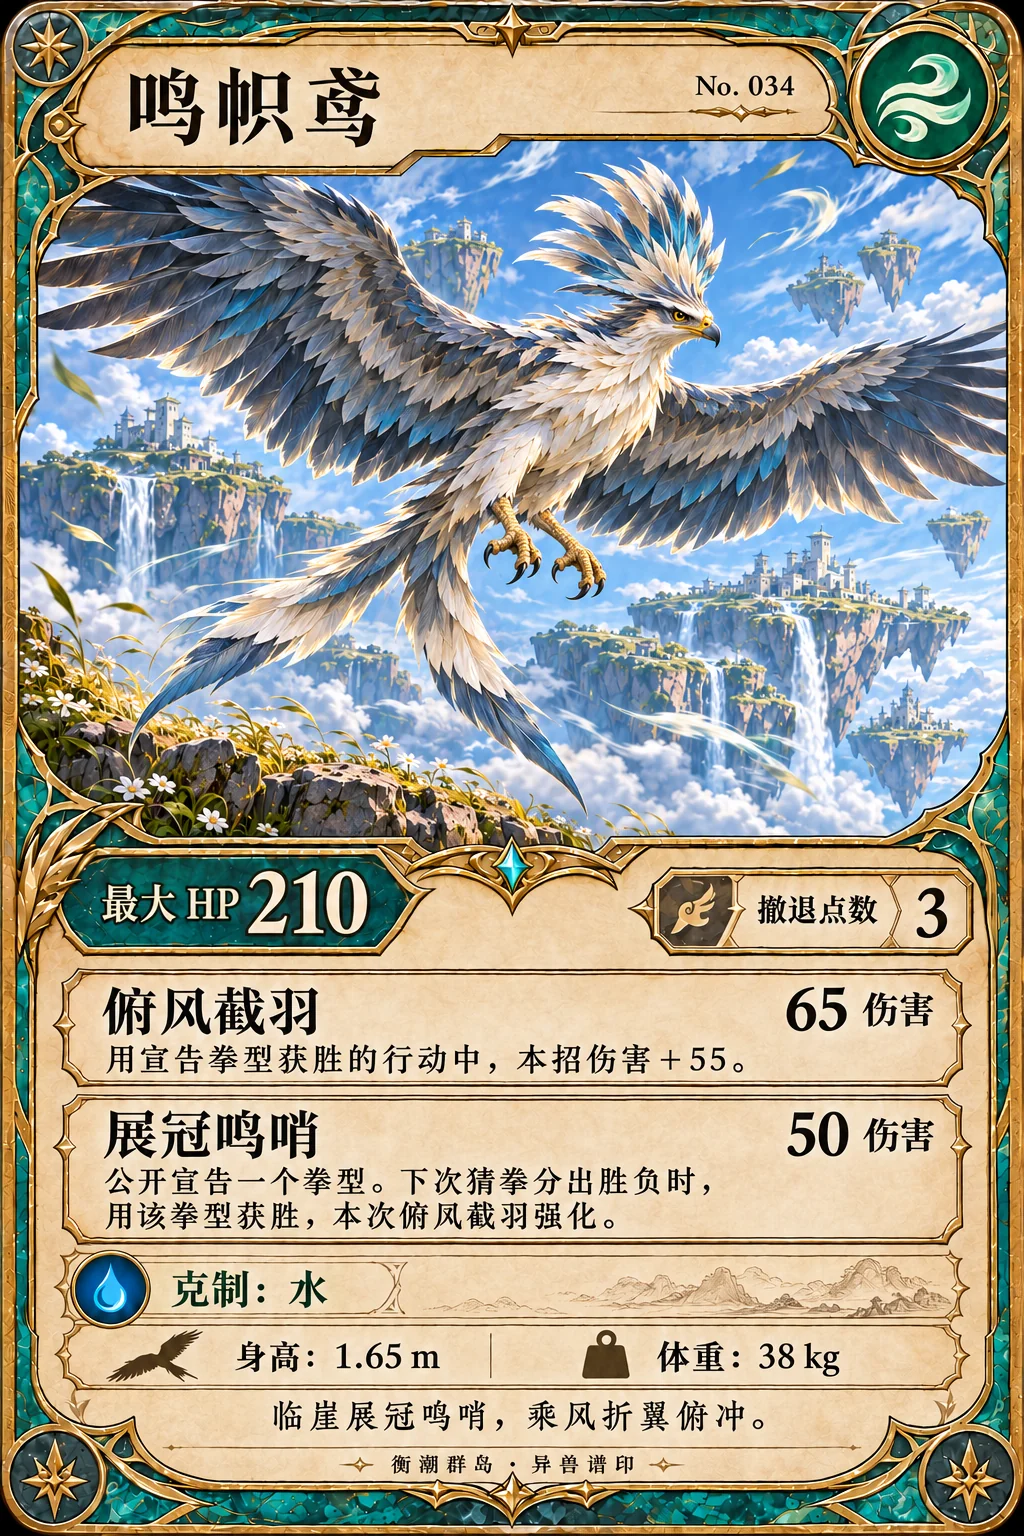 鸣帜鸢
No. 034
最大 HP 210
撤退点数 3
俯风截羽 65 伤害
用宣告拳型获胜的行动中，本招伤害＋55。
展冠鸣哨 50 伤害
公开宣告一个拳型。下次猜拳分出胜负时，
用该拳型获胜，本次俯风截羽强化。
克制：水
身高：1.65 m 体重：38 kg
临崖展冠鸣哨，乘风折翼俯冲。
衡潮群岛·异兽谱印